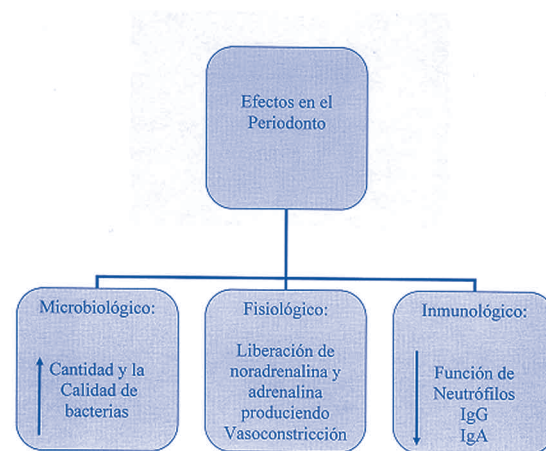 Efectos en el
Periodonto
Microbiológico:
Cantidad y la
Calidad de
bacterias
Fisiológico:
Liberación de
noradrenalina y
adrenalina
produciendo
Vasoconstricción
Inmunológico:
Función de
Neutrófilos
IgG
IgA